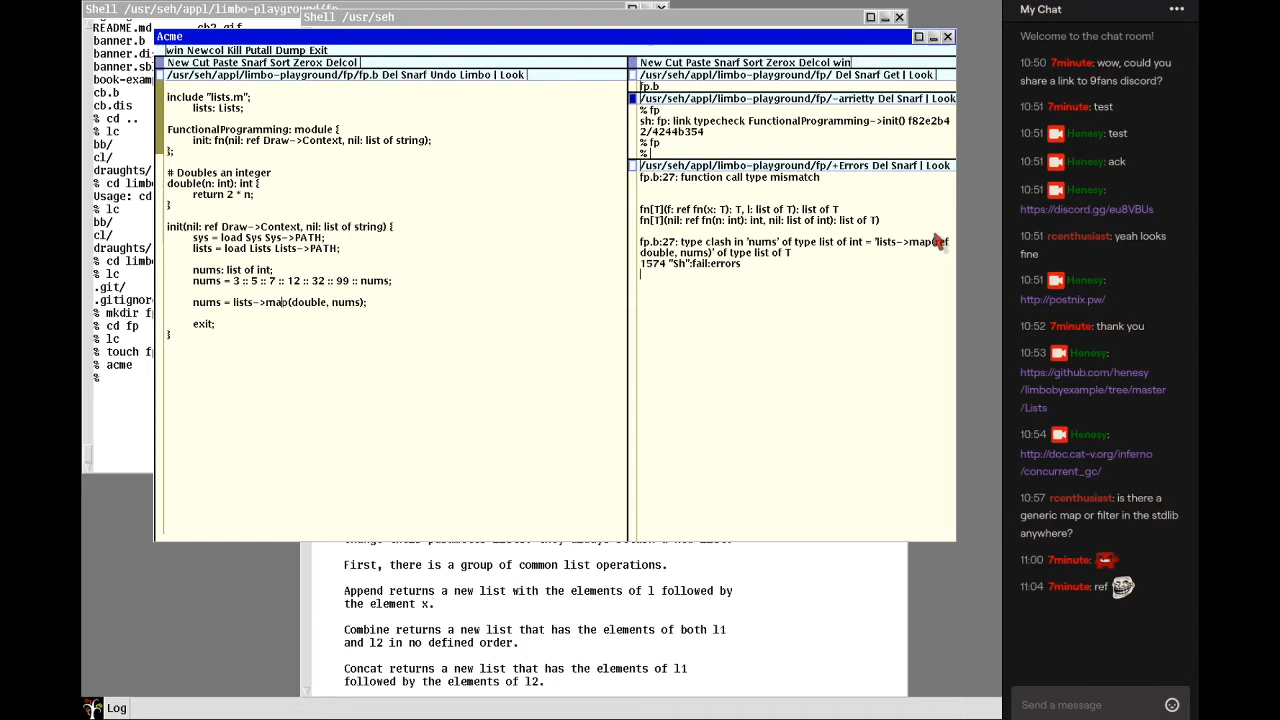 Shell /usr/seh/appl/limbo-playground/fp
Shell /usr/seh
README.md cb2.gif
banner.b
banner.di
banner.sb
book-exam
cb.b
cb.dis
% cd ..
% lc
bb/
cl/
draughts/
% cd limb
Usage: cd
% lc
bb/
cl/
draughts/
% cd limb
% lc
.git/
.gitignor
% mkdir fp
% cd fp
% lc
% touch fp
% acme
%
Acme
win Newcol Kill Putall Dump Exit
New Cut Paste Snarf Sort Zerox Delcol
/usr/seh/appl/limbo-playground/fp/fp.b Del Snarf Undo Limbo | Look
include "lists.m";
lists: Lists;
FunctionalProgramming: module {
init: fn(nil: ref Draw->Context, nil: list of string);
};
# Doubles an integer
double(n: int): int {
return 2 * n;
}
init(nil: ref Draw->Context, nil: list of string) {
sys = load Sys Sys->PATH;
lists = load Lists Lists->PATH;
nums: list of int;
nums = 3 :: 5 :: 7 :: 12 :: 32 :: 99 :: nums;
nums = lists->map(double, nums);
exit;
}
New Cut Paste Snarf Sort Zerox Delcol win
/usr/seh/appl/limbo-playground/fp/ Del Snarf Get | Look
fp.b
/usr/seh/appl/limbo-playground/fp/-arrietty Del Snarf | Look
% fp
sh: fp: link typecheck FunctionalProgramming->init() f82e2b4
2/4244b354
% fp
%
/usr/seh/appl/limbo-playground/fp/+Errors Del Snarf | Look
fp.b:27: function call type mismatch
fn[T](f: ref fn(x: T): T, l: list of T): list of T
fn[T](nil: ref fn(n: int): int, nil: list of int): list of T)
fp.b:27: type clash in 'nums' of type list of int = 'lists->map(ref
double, nums)' of type list of T
1574 "Sh":fail:errors
First, there is a group of common list operations.
Append returns a new list with the elements of l followed by
the element x.
Combine returns a new list that has the elements of both l1
and l2 in no defined order.
Concat returns a new list that has the elements of l1
followed by the elements of l2.
Log
My Chat
Welcome to the chat room!
10:50 7minute: wow, could you
share a link to 9fans discord?
10:51 7minute: test
10:51 Henesy: test
10:51 Henesy: ack
10:51 Henesy:
https://discord.gg/eu8VBUs
10:51 rcenthusiast: yeah looks
fine
10:51 Henesy:
http://postnix.pw/
10:52 7minute: thank you
10:53 Henesy:
https://github.com/henesy
/limbobyexample/tree/master
/Lists
10:54 Henesy:
http://doc.cat-v.org/inferno
/concurrent_gc/
10:57 rcenthusiast: is there a
generic map or filter in the stdlib
anywhere?
11:00 7minute:
11:04 7minute: ref
Send a message